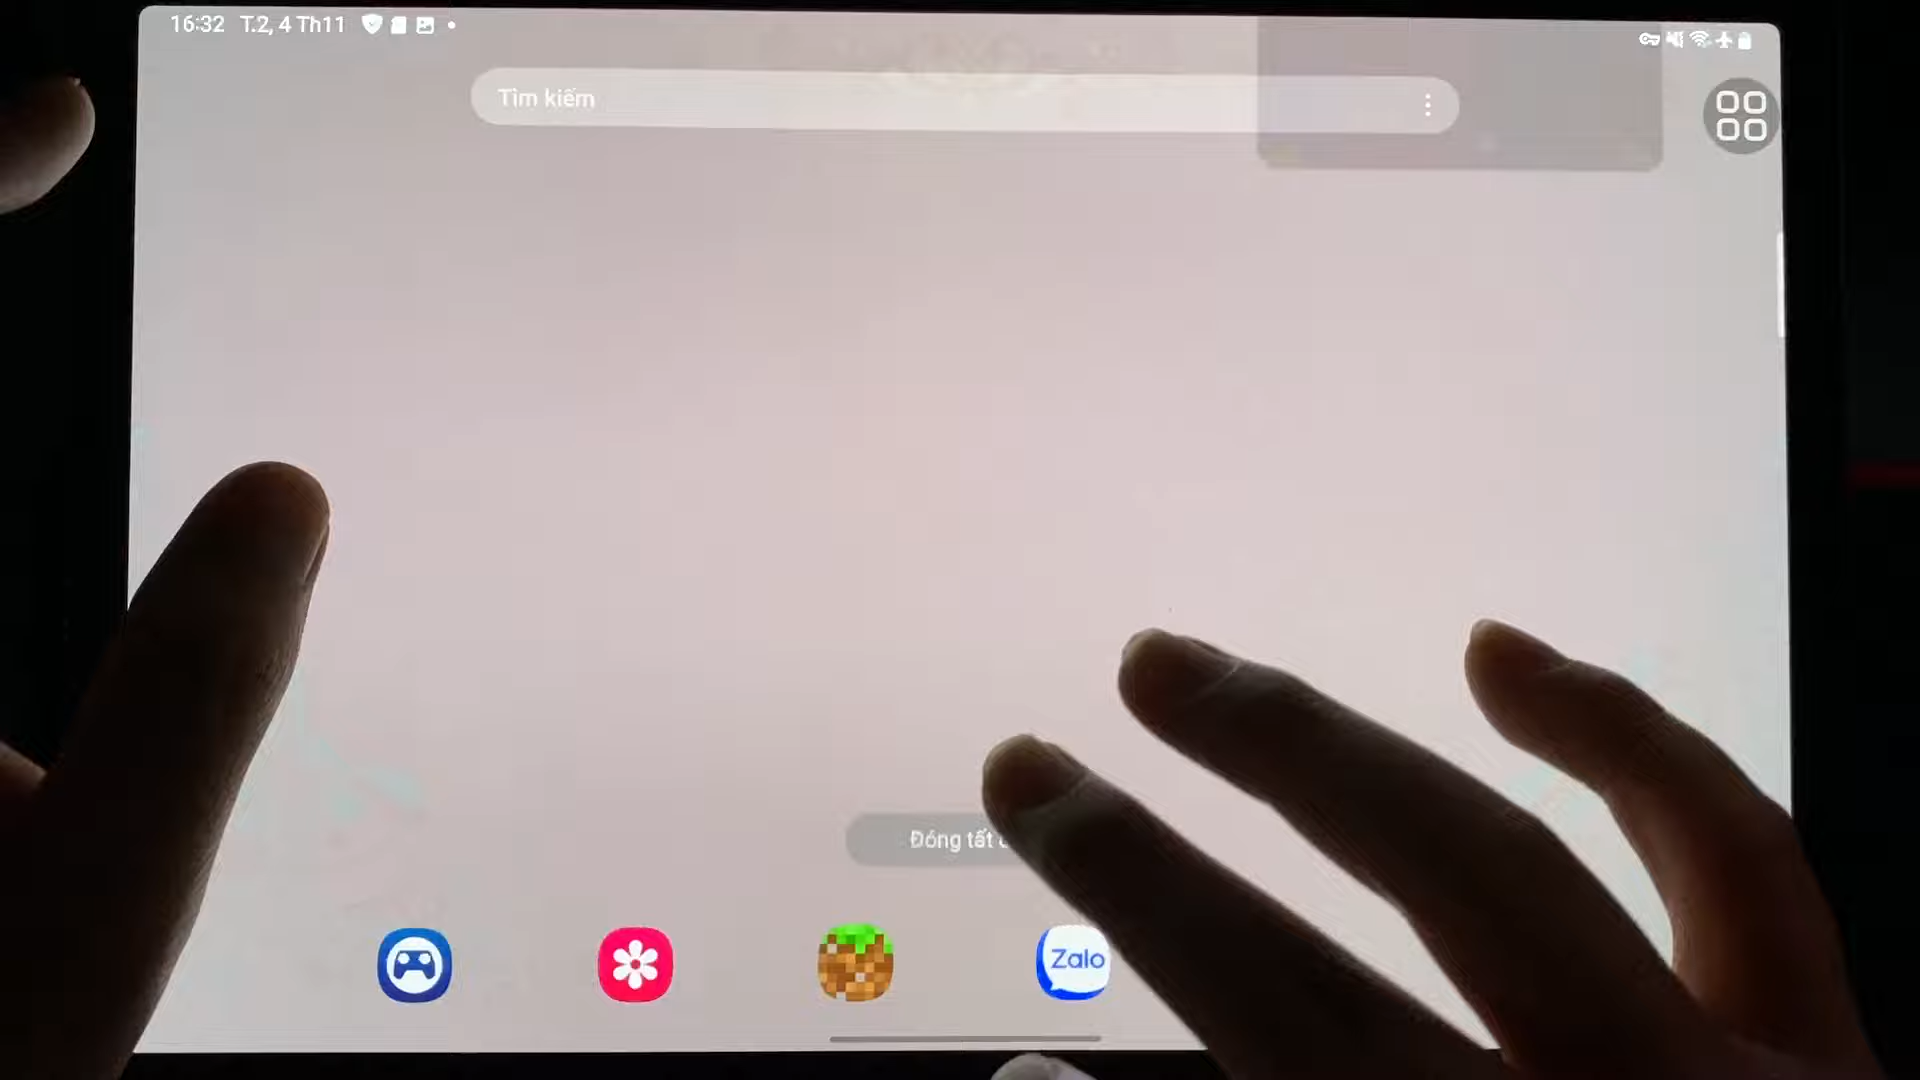 16:32 T.2, 4 Th11
Tìm kiếm
Đóng tất
Zalo